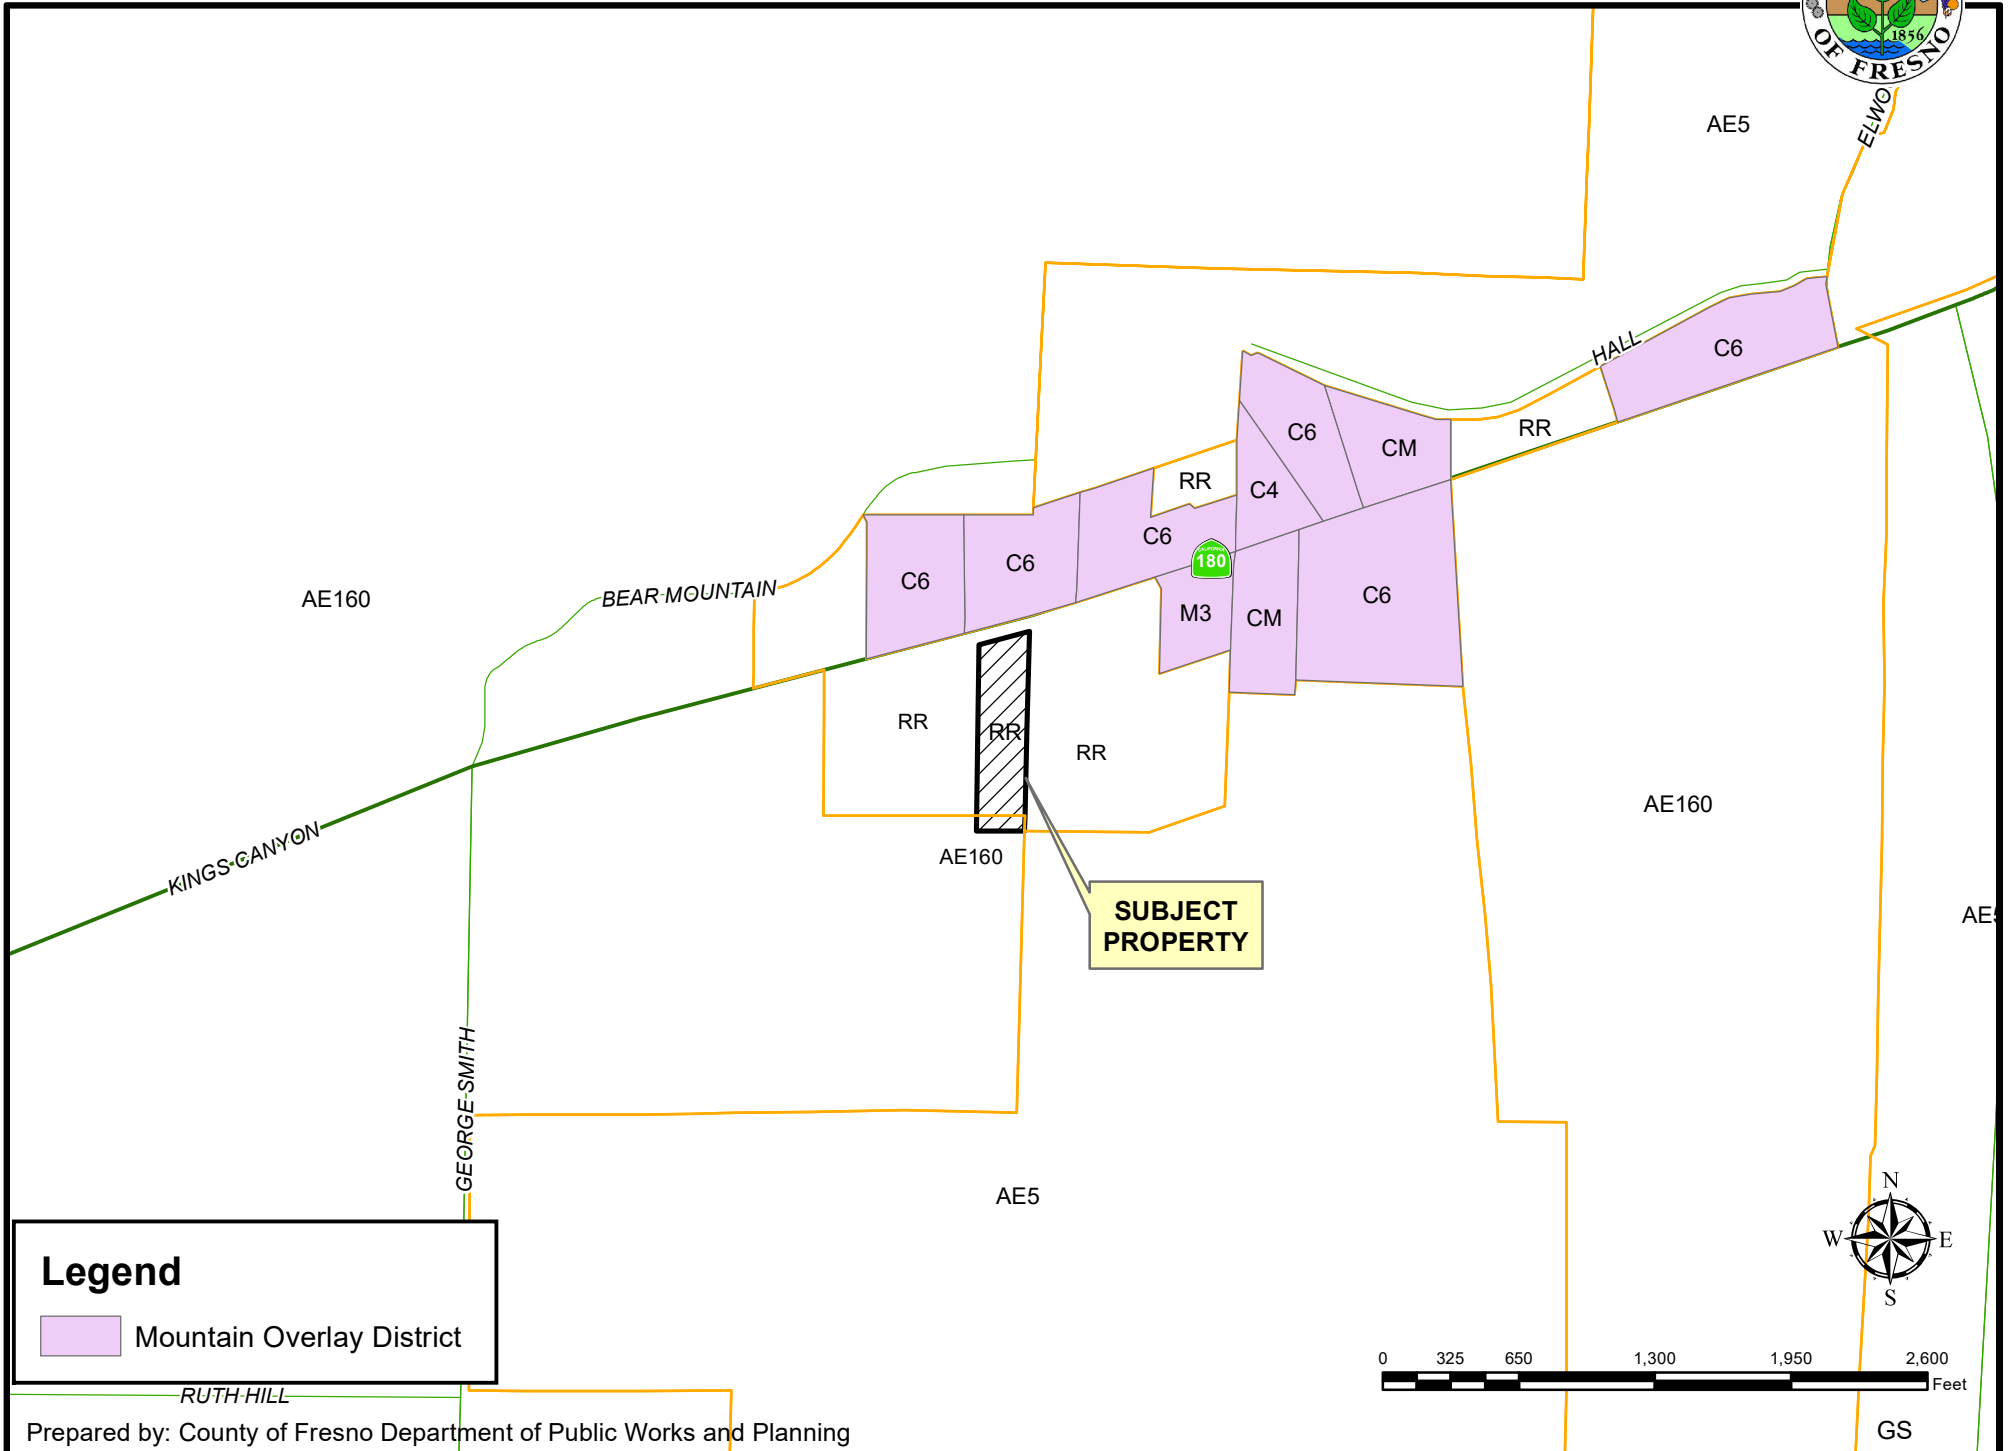 1856
OF FRESNO
AE5
HALL
C6
C6
CM
RR
RR
C4
C6
CALIFORNIA
180
C6
C6
AE160
BEAR MOUNTAIN
M3
CM
C6
RR
RR
RR
AE160
KINGS CANYON
AE160
SUBJECT
PROPERTY
GEORGE SMITH
AE5
N
W
E
S
Legend
Mountain Overlay District
0 325 650 1,300 1,950 2,600
Feet
RUTH HILL
Prepared by: County of Fresno Department of Public Works and Planning
GS